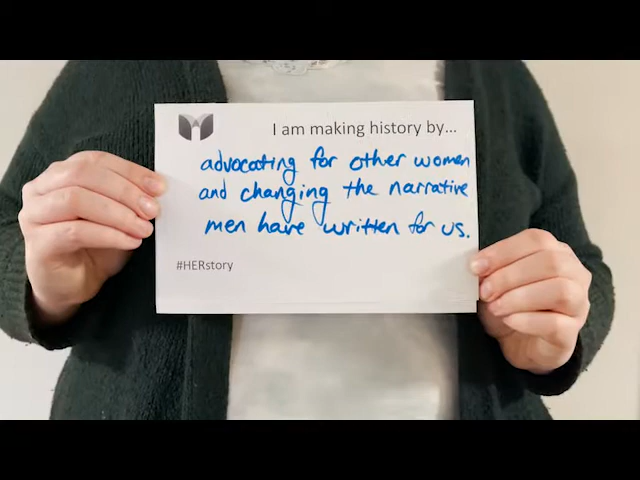 I am making history by...
advocating for other women
and changing the narrative
men have written for us.
#HERstory